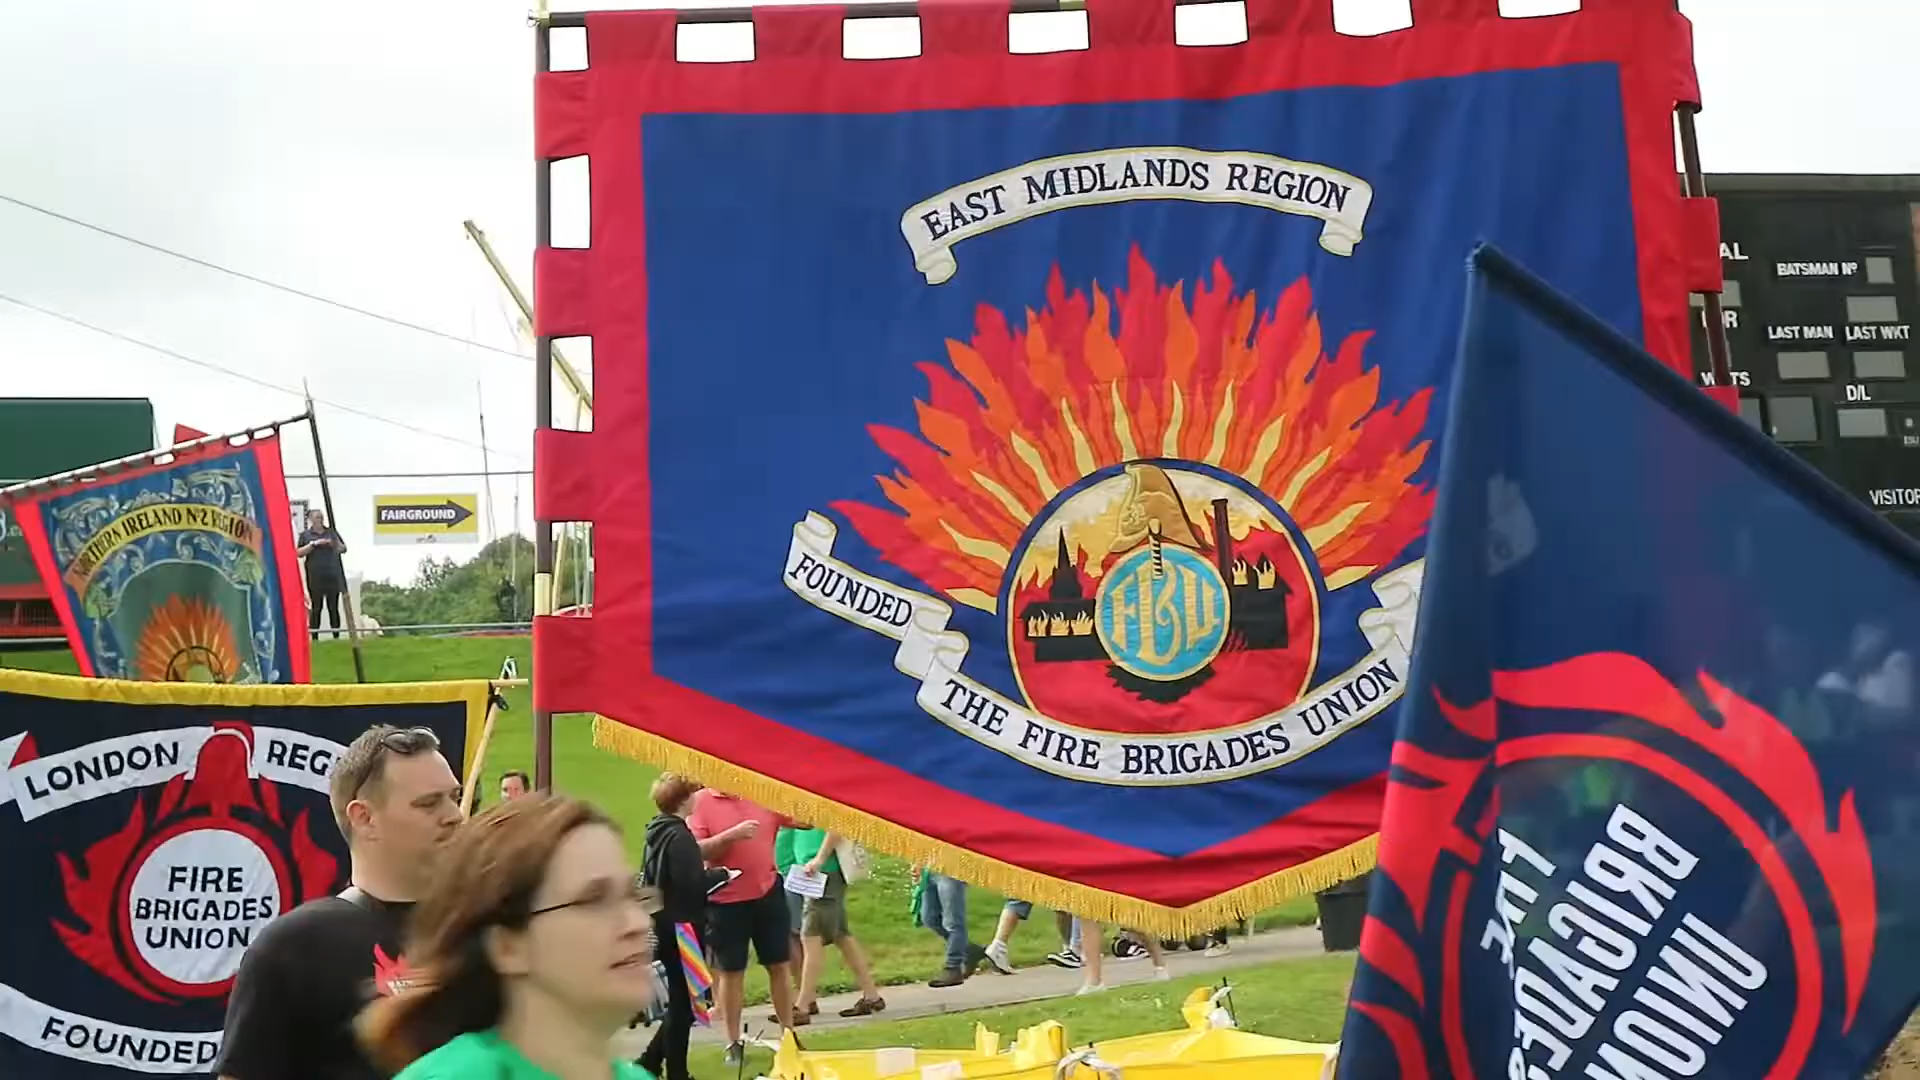 EAST MIDLANDS REGION
FOUNDED
THE FIRE BRIGADES UNION
FBU
NORTHERN IRELAND Nº2 REGION
FAIRGROUND
LONDON REG
FIRE
BRIGADES
UNION
FOUNDED
BATSMAN Nº
LAST MAN
LAST WKT
D/L
VISITOR
FIRE
BRIGADES
UNION